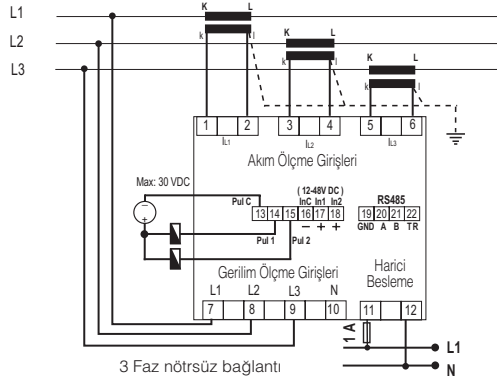 L1
K L K L K L
L2
L3
k l k l k l
1 2 3 4 5 6
IL1 IL2 IL3
Akım Ölçme Girişleri
Max: 30 VDC
( 12-48V DC )
Pul C InC In1 In2 RS485
13 14 15 16 17 18 19 20 21 22
− + + GND A B TR
Pul 1 Pul 2
Gerilim Ölçme Girişleri
Harici
Besleme
L1 L2 L3 N
7 8 9 10 11 12
1 A
L1
3 Faz nötrsüz bağlantı
N